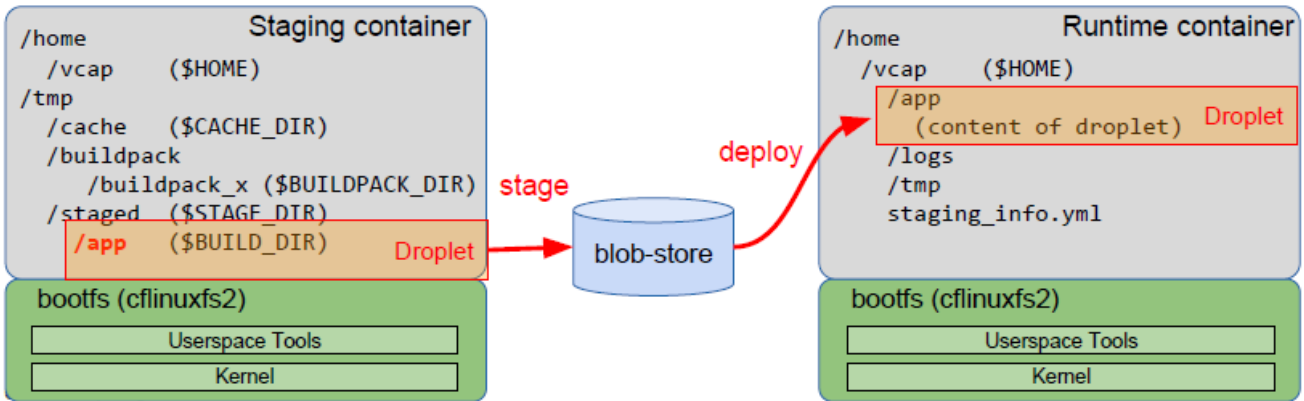 Staging container
/home
/vcap ($HOME)
/tmp
/cache ($CACHE_DIR)
/buildpack
/buildpack_x ($BUILDPACK_DIR)
/staged ($STAGE_DIR)
/app ($BUILD_DIR) Droplet
bootfs (cflinuxfs2)
Userspace Tools
Kernel
stage
blob-store
deploy
Runtime container
/home
/vcap ($HOME)
/app
(content of droplet) Droplet
/logs
/tmp
staging_info.yml
bootfs (cflinuxfs2)
Userspace Tools
Kernel